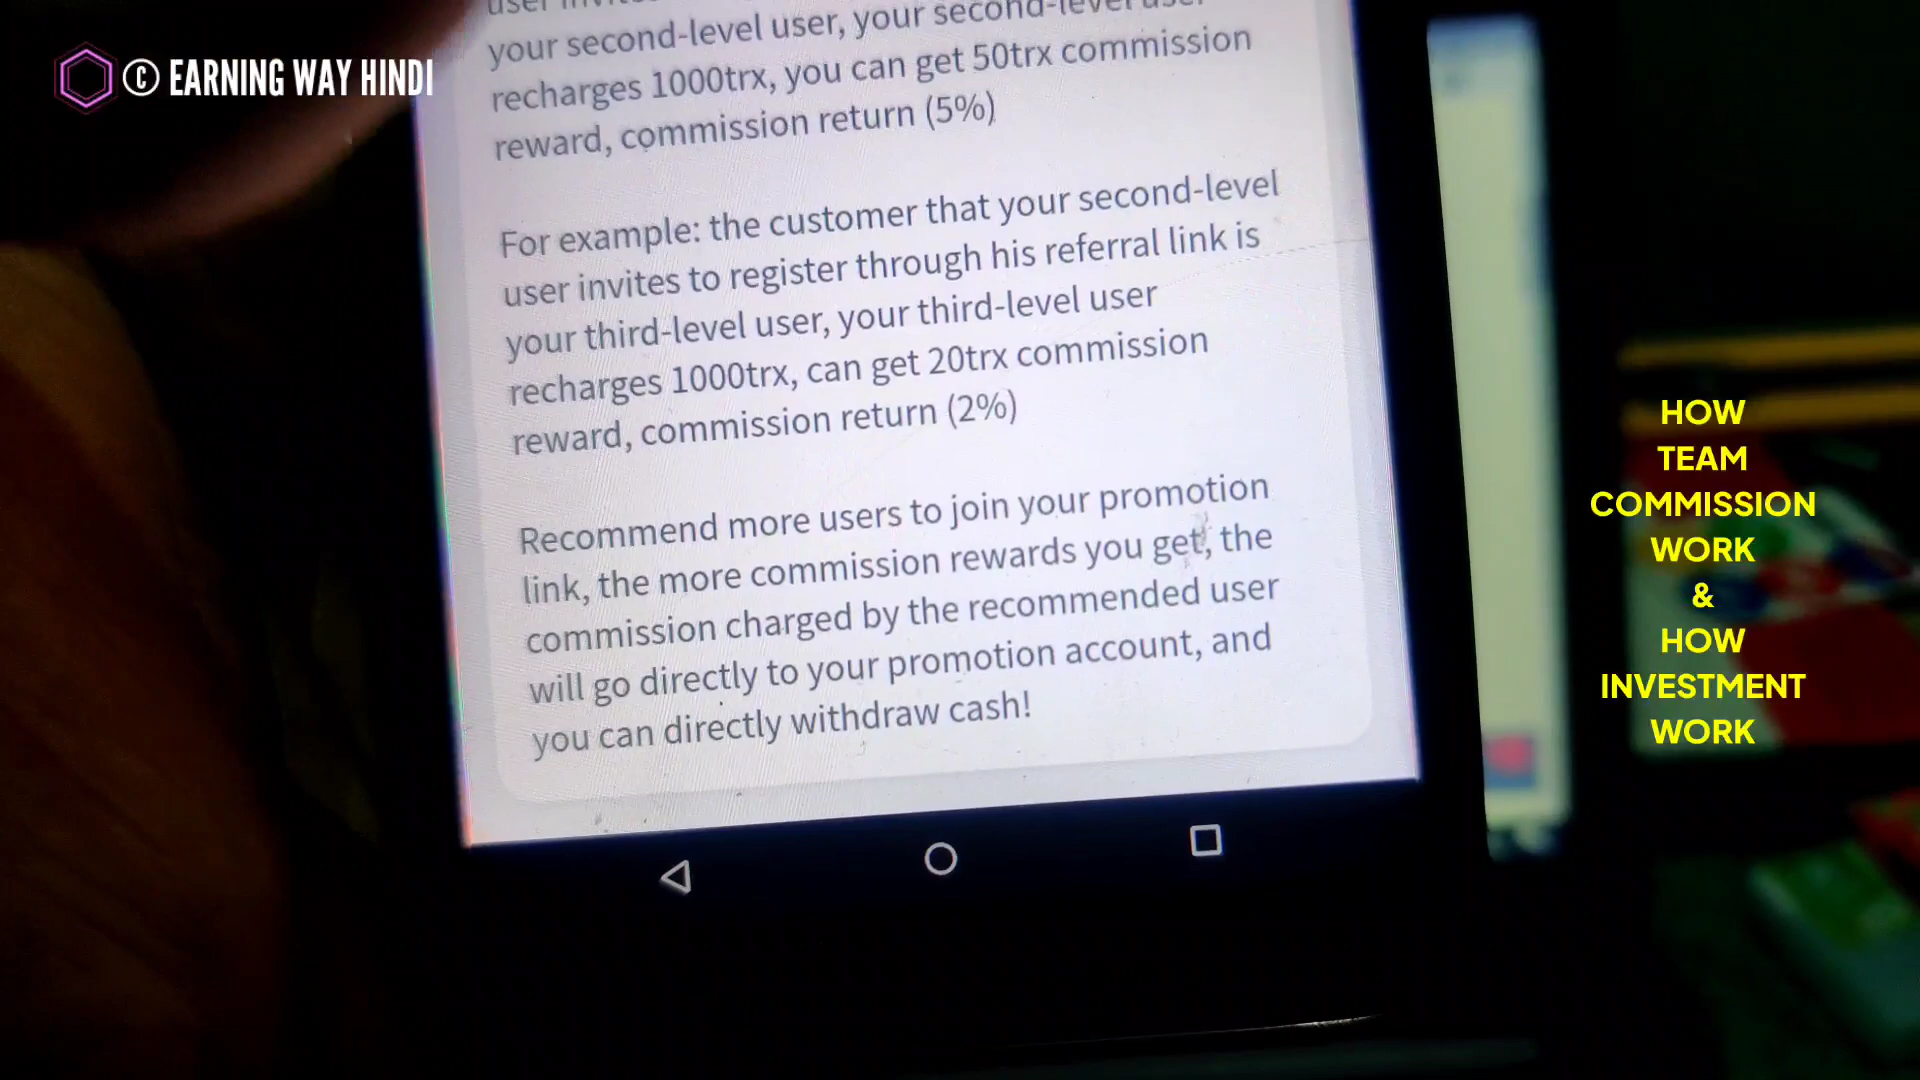 © EARNING WAY HINDI
your second-level user, your second-level user
recharges 1000trx, you can get 50trx commission
reward, commission return (5%)
For example: the customer that your second-level
user invites to register through his referral link is
your third-level user, your third-level user
recharges 1000trx, can get 20trx commission
reward, commission return (2%)
Recommend more users to join your promotion
link, the more commission rewards you get, the
commission charged by the recommended user
will go directly to your promotion account, and
you can directly withdraw cash!
HOW
TEAM
COMMISSION
WORK
&
HOW
INVESTMENT
WORK